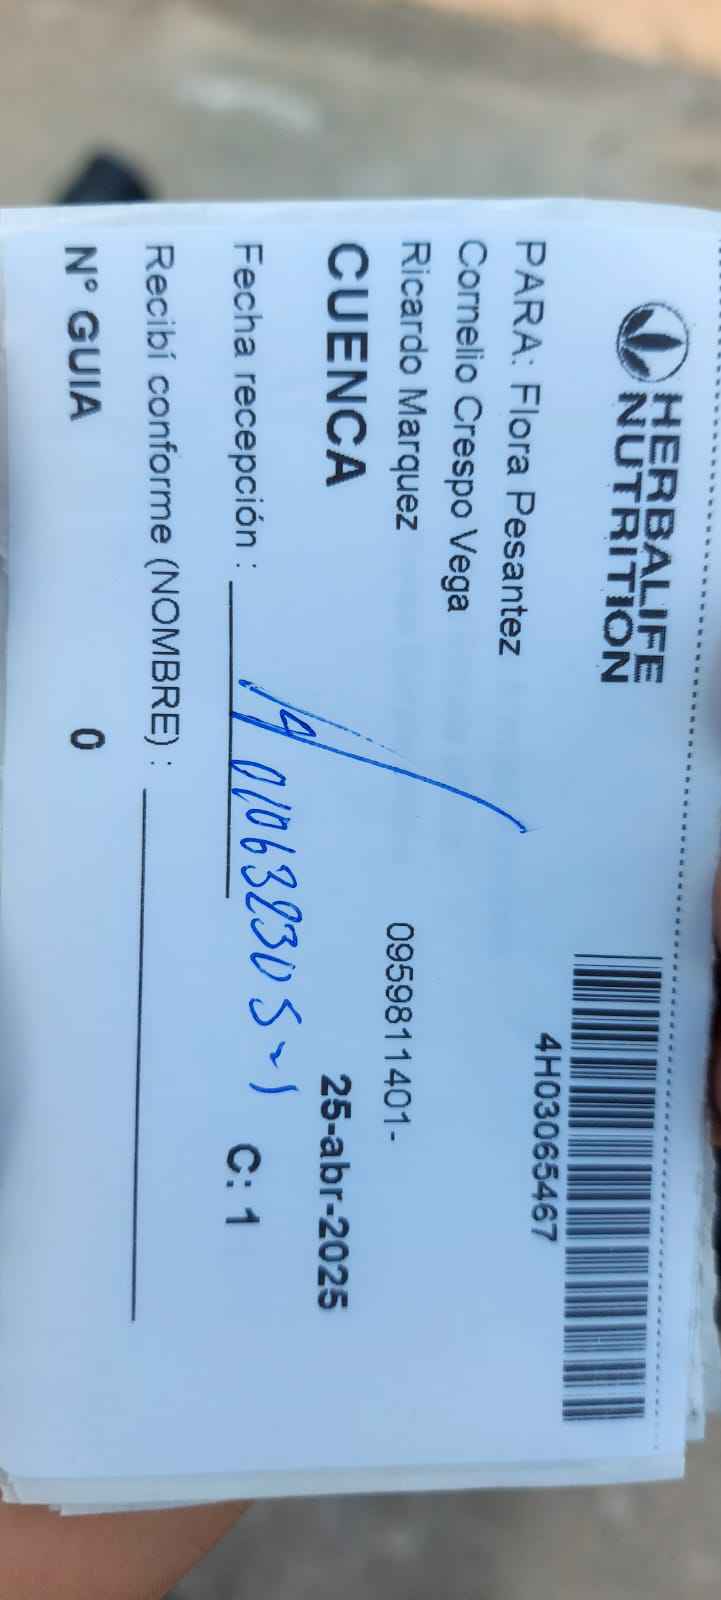 HERBALIFE
NUTRITION
4H03065467
PARA: Flora Pesantez
Cornelio Crespo Vega
Ricardo Marquez
0959811401-
CUENCA
25-abr-2025
Fecha recepción :
010638305-1
C: 1
Recibí conforme (NOMBRE) :
N° GUIA 0